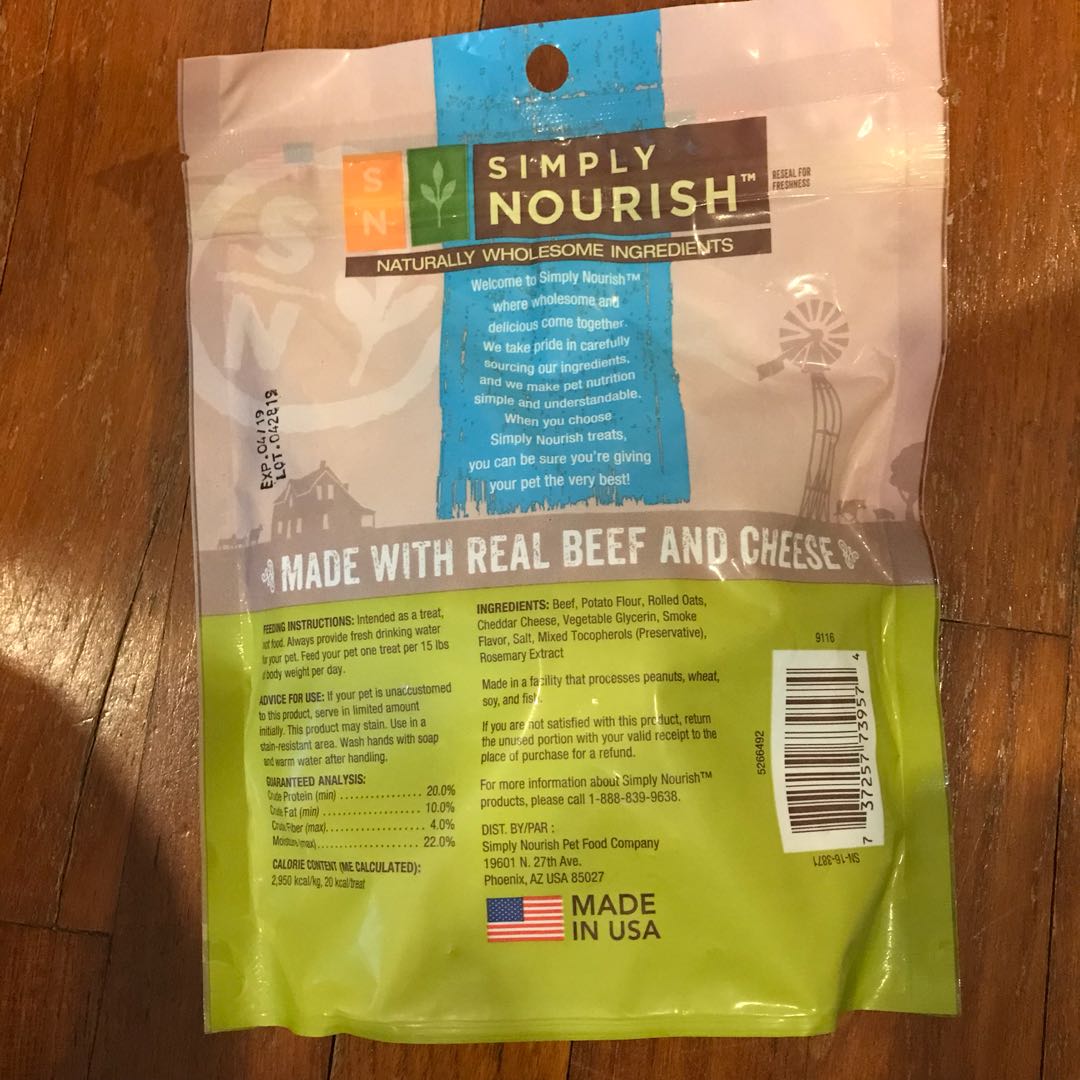 SN
SIMPLY
NOURISH™
RESEAL FOR
FRESHNESS
NATURALLY WHOLESOME INGREDIENTS
SN
Welcome to Simply Nourish™
where wholesome and
delicious come together.
We take pride in carefully
sourcing our ingredients,
and we make pet nutrition
simple and understandable.
When you choose
Simply Nourish treats,
you can be sure you're giving
your pet the very best!
EXP.04/19
LOT.042819
MADE WITH REAL BEEF AND CHEESE
FEEDING INSTRUCTIONS: Intended as a treat,
not food. Always provide fresh drinking water
for your pet. Feed your pet one treat per 15 lbs
of body weight per day.
ADVICE FOR USE: If your pet is unaccustomed
to this product, serve in limited amount
initially. This product may stain. Use in a
stain-resistant area. Wash hands with soap
and warm water after handling.
GUARANTEED ANALYSIS:
Crude Protein (min) .................. 20.0%
Crude Fat (min) ...................... 10.0%
Crude Fiber (max)..................... 4.0%
Moisture (max)........................ 22.0%
CALORIE CONTENT (ME CALCULATED):
2,950 kcal/kg, 20 kcal/treat
INGREDIENTS: Beef, Potato Flour, Rolled Oats,
Cheddar Cheese, Vegetable Glycerin, Smoke
Flavor, Salt, Mixed Tocopherols (Preservative),
Rosemary Extract
Made in a facility that processes peanuts, wheat,
soy, and fish.
If you are not satisfied with this product, return
the unused portion with your valid receipt to the
place of purchase for a refund.
For more information about Simply Nourish™
products, please call 1-888-839-9638.
DIST. BY/PAR :
Simply Nourish Pet Food Company
19601 N. 27th Ave.
Phoenix, AZ USA 85027
MADE
IN USA
9116
5266492
7 37257 73957 4
SN-16-3871